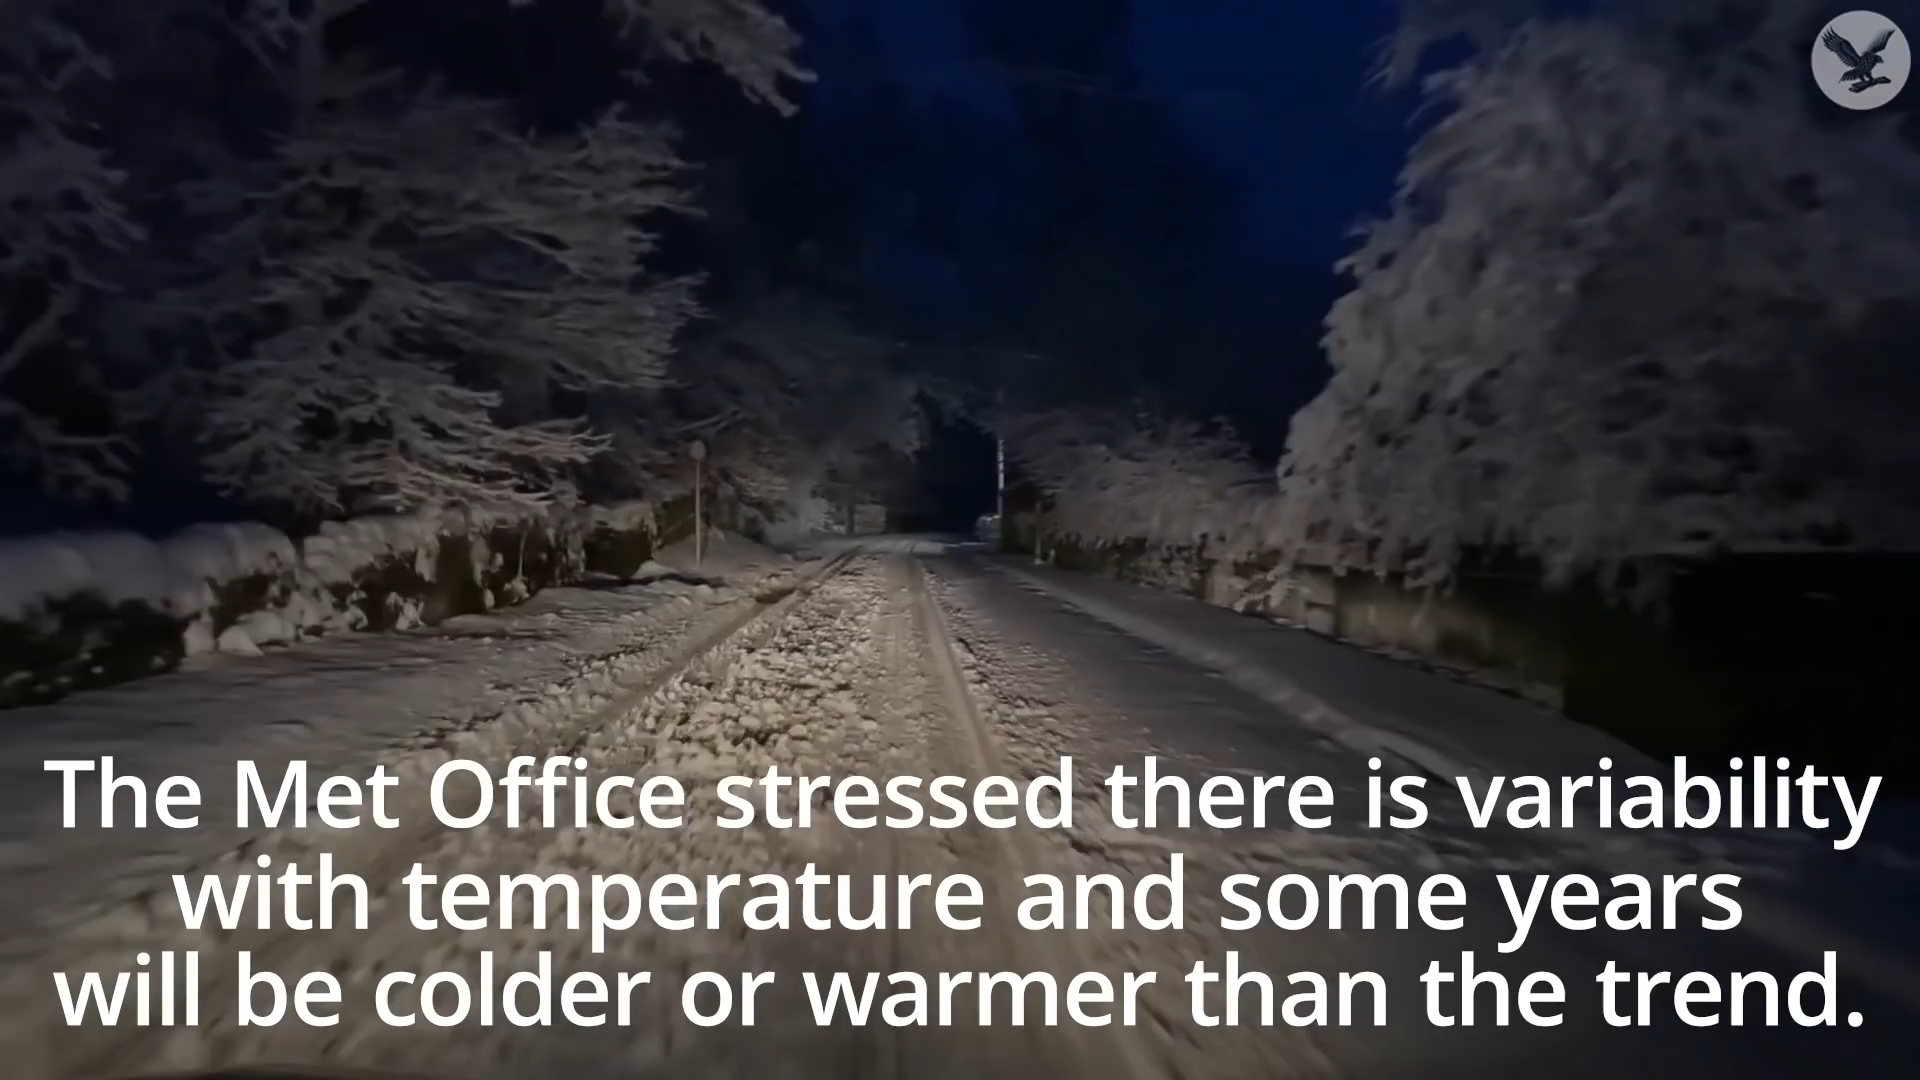 The Met Office stressed there is variability
with temperature and some years
will be colder or warmer than the trend.